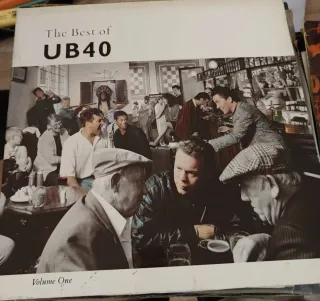 The Best of
UB40
Volume One